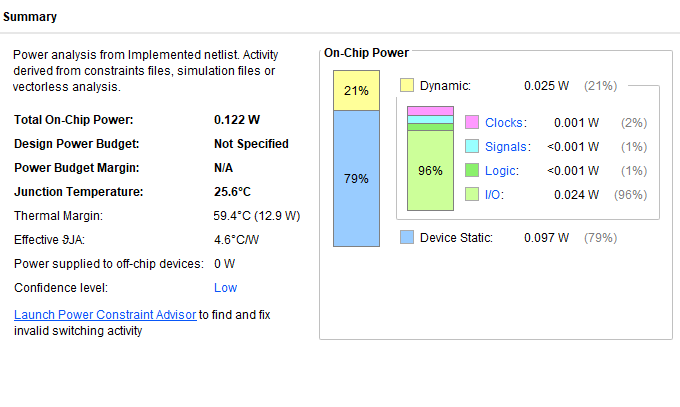 Summary
Power analysis from Implemented netlist. Activity
derived from constraints files, simulation files or
vectorless analysis.
Total On-Chip Power: 0.122 W
Design Power Budget: Not Specified
Power Budget Margin: N/A
Junction Temperature: 25.6°C
Thermal Margin: 59.4°C (12.9 W)
Effective ϑJA: 4.6°C/W
Power supplied to off-chip devices: 0 W
Confidence level: Low
Launch Power Constraint Advisor to find and fix
invalid switching activity
On-Chip Power
21%
79%
Dynamic: 0.025 W (21%)
96%
Clocks: 0.001 W (2%)
Signals: <0.001 W (1%)
Logic: <0.001 W (1%)
I/O: 0.024 W (96%)
Device Static: 0.097 W (79%)